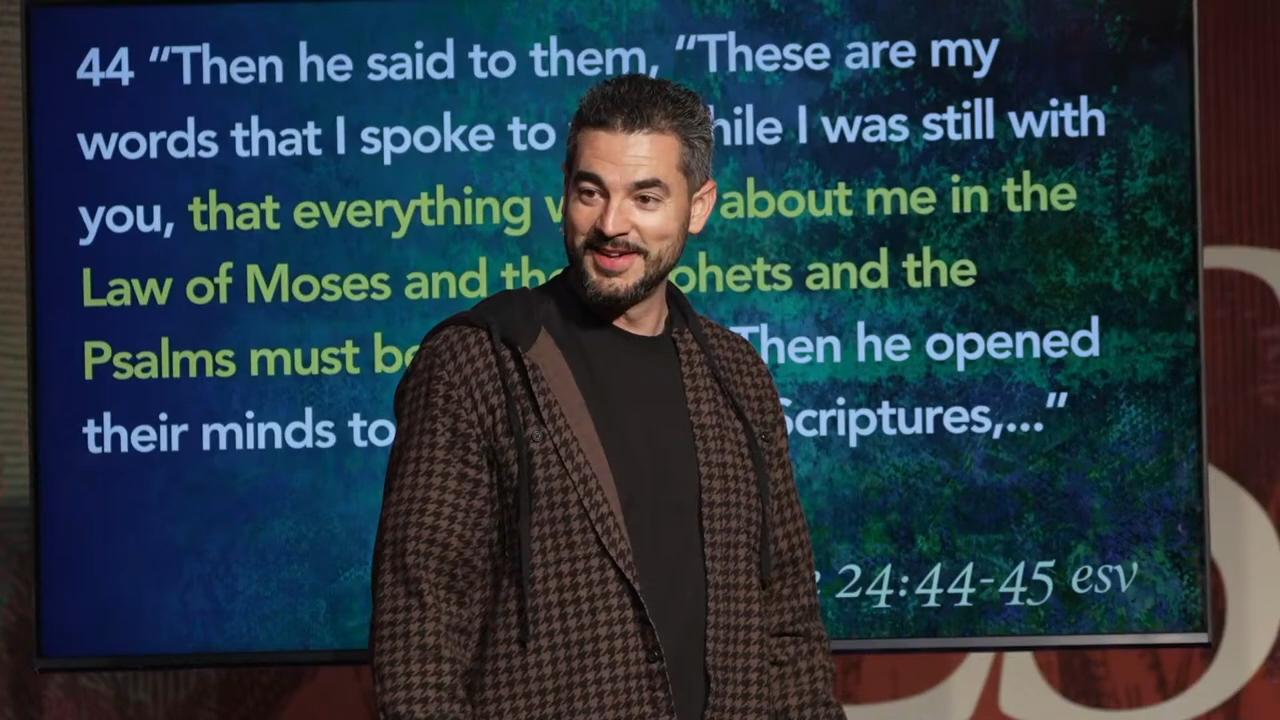 44 “Then he said to them, “These are my
words that I spoke to hile I was still with
you, that everything about me in the
Law of Moses and the ophets and the
Psalms must be Then he opened
their minds to Scriptures,...”
24:44-45 esv